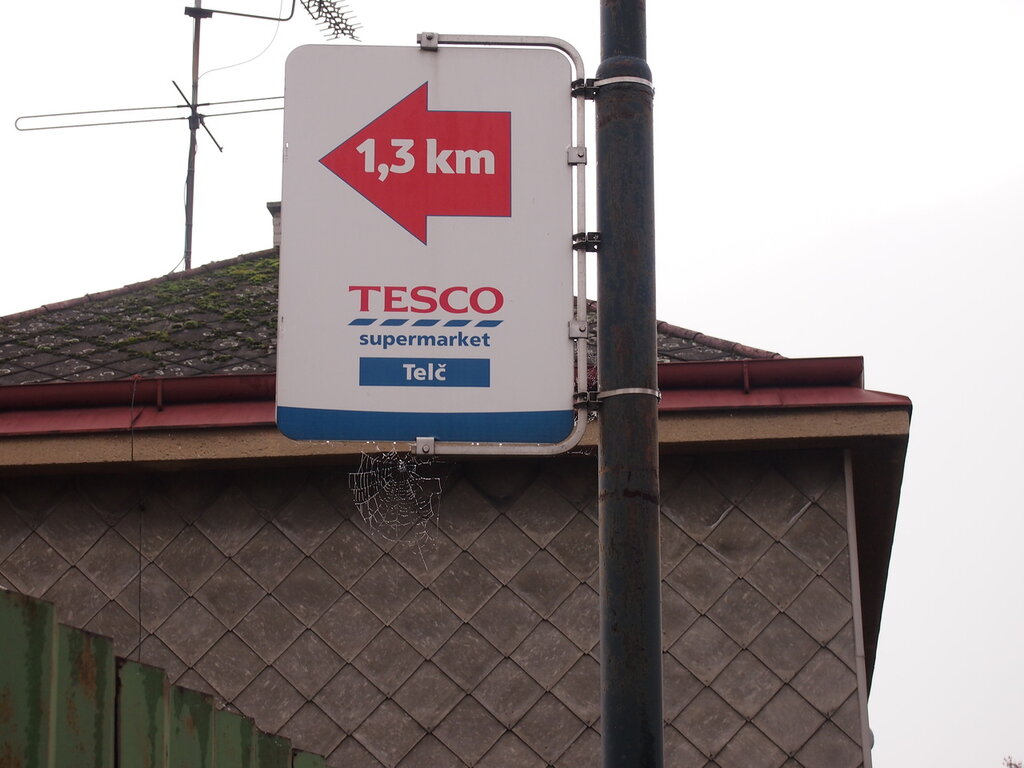 1,3 km
TESCO
supermarket
Telč